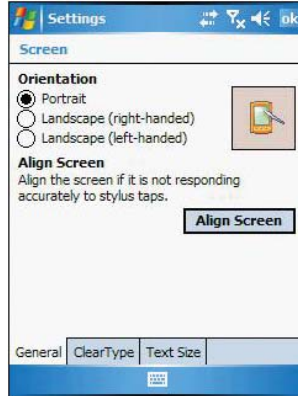 Settings
ok
Screen
Orientation
Portrait
Landscape (right-handed)
Landscape (left-handed)
Align Screen
Align the screen if it is not responding
accurately to stylus taps.
Align Screen
General ClearType Text Size